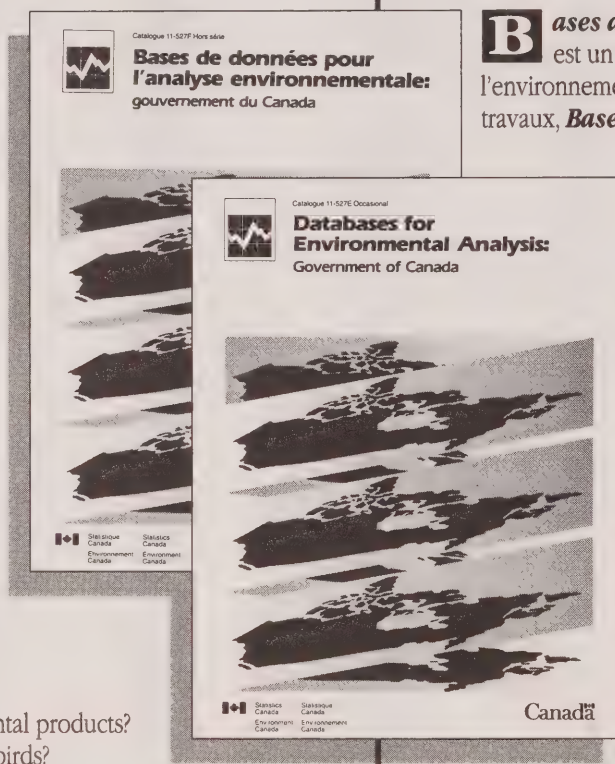 Catalogue 11-527F Hors série
Bases de données pour
l'analyse environnementale:
gouvernement du Canada
Bases
est un
l'environneme
travaux, Base
Catalogue 11-527E Occasional
Databases for
Environmental Analysis:
Government of Canada
Statistique Canada Statistics Canada
Environnement Canada Environment Canada
Statistics Canada Statistique Canada
Environment Canada Environnement Canada
Canada
ntal products?
birds?